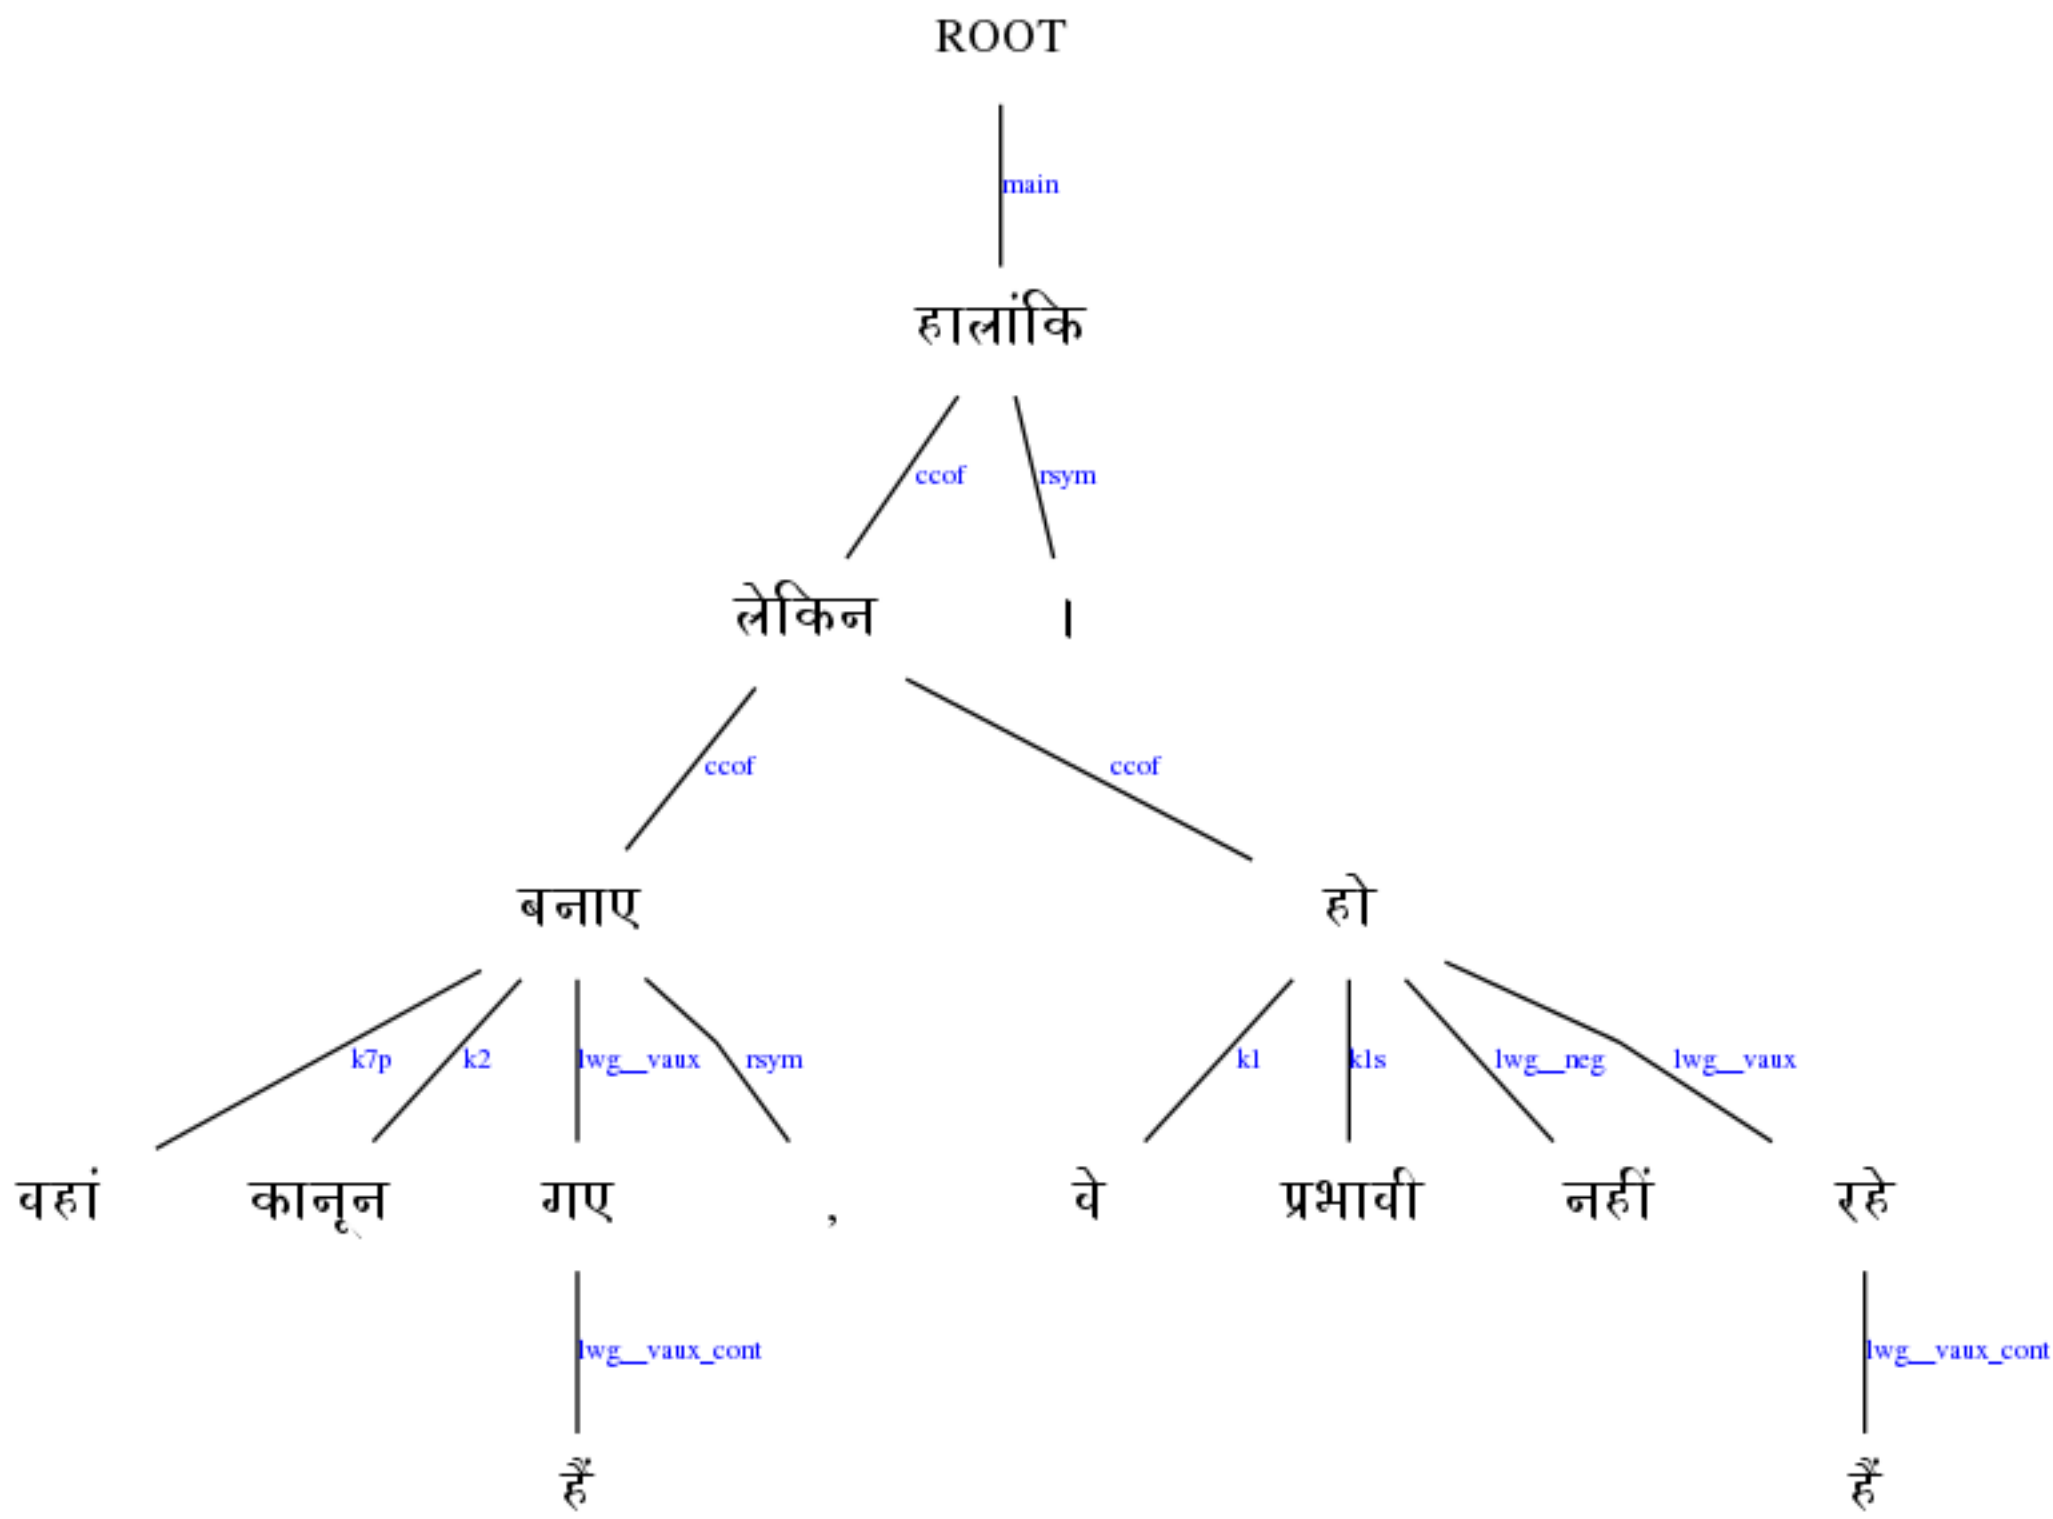 ROOT
main
हालांकि
ccof rsym
लेकिन ।
ccof ccof
बनाए हो
k7p k2 lwg__vaux rsym k1 k1s lwg__neg lwg__vaux
वहां कानून गए , वे प्रभावी नहीं रहे
lwg__vaux_cont lwg__vaux_cont
हैं हैं